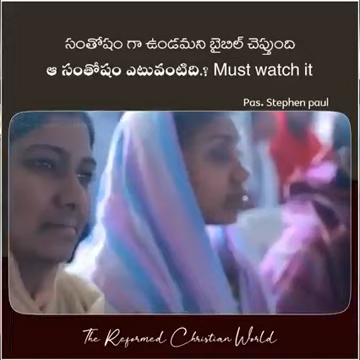 సంతోషం గా ఉండమని బైబిల్ చెప్తుంది
ఆ సంతోషం ఎటువంటిది.? Must watch it
Pas. Stephen paul
The Reformed Christian World